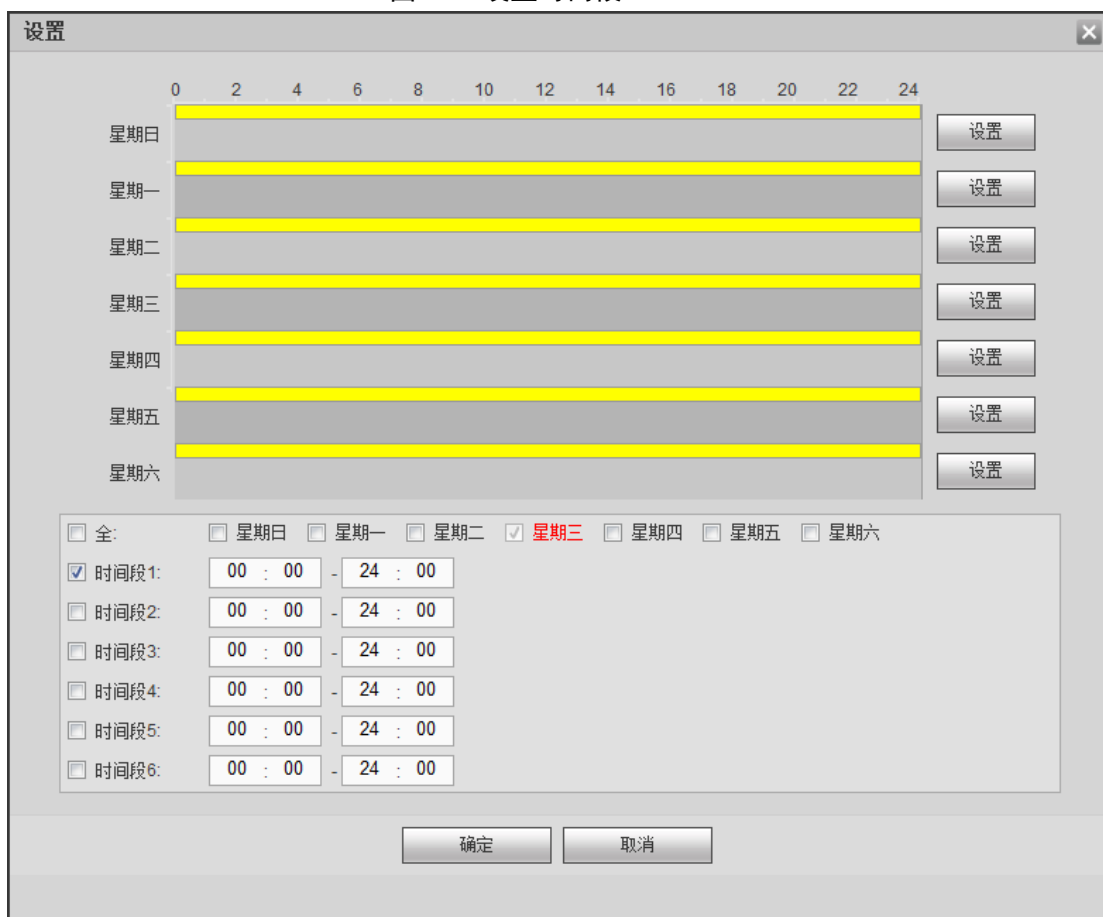 设置
0 2 4 6 8 10 12 14 16 18 20 22 24
星期日 设置
星期一 设置
星期二 设置
星期三 设置
星期四 设置
星期五 设置
星期六 设置
全: 星期日 星期一 星期二 星期三 星期四 星期五 星期六
时间段1: 00 : 00 - 24 : 00
时间段2: 00 : 00 - 24 : 00
时间段3: 00 : 00 - 24 : 00
时间段4: 00 : 00 - 24 : 00
时间段5: 00 : 00 - 24 : 00
时间段6: 00 : 00 - 24 : 00
确定 取消